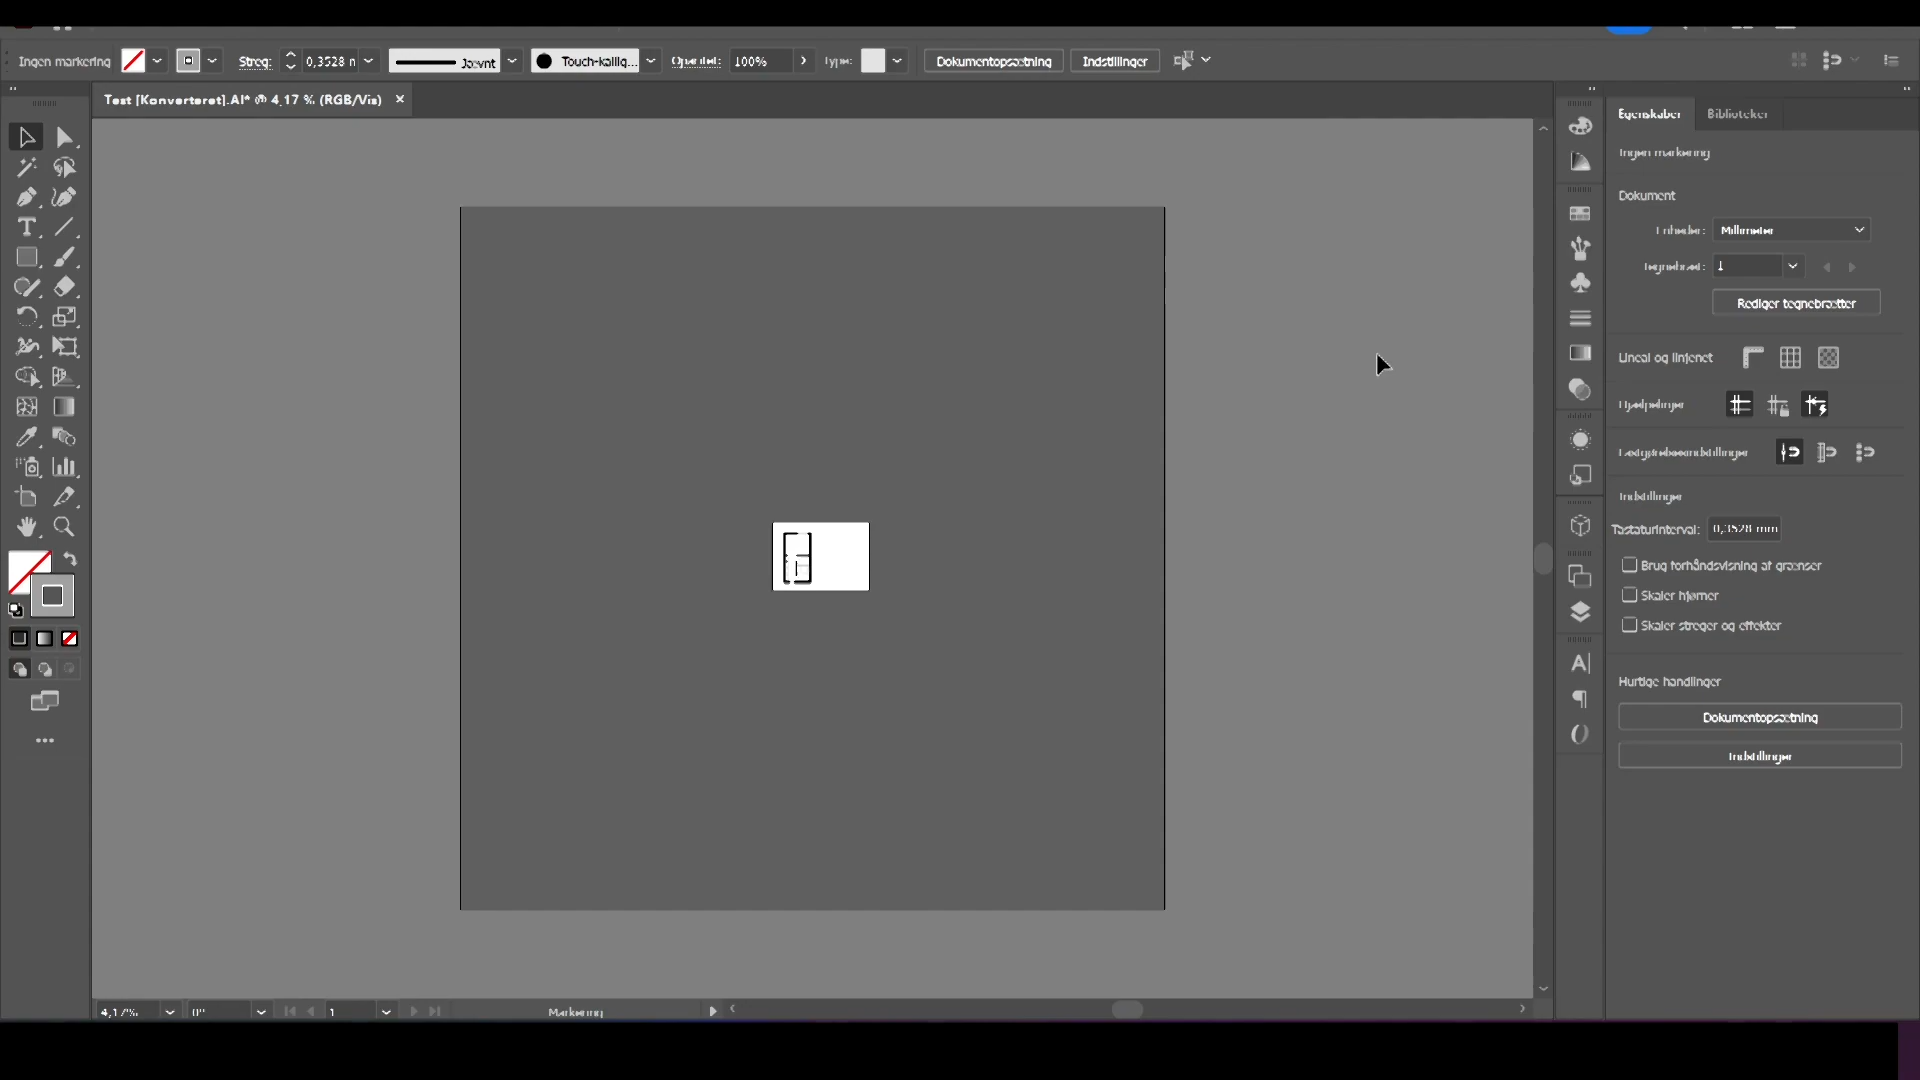 Ingen markering
Streg:
0,3528 n
Jævnt
Touch-kallig...
Opacitet:
100%
Type:
Dokumentopsætning
Indstillinger
Test [Konverteret].AI* @ 4,17 % (RGB/Vis)
Egenskaber
Biblioteker
Ingen markering
Dokument
Enheder:
Millimeter
Tegnebræt:
1
Rediger tegnebrætter
Lineal og linjenet
Hjælpelinjer
Indstillinger
Tastaturinterval:
0,3528 mm
Brug forhåndsvisning af grænser
Skaler hjørner
Skaler streger og effekter
Hurtige handlinger
Dokumentopsætning
Indstillinger
4,17%
0°
1
Markering